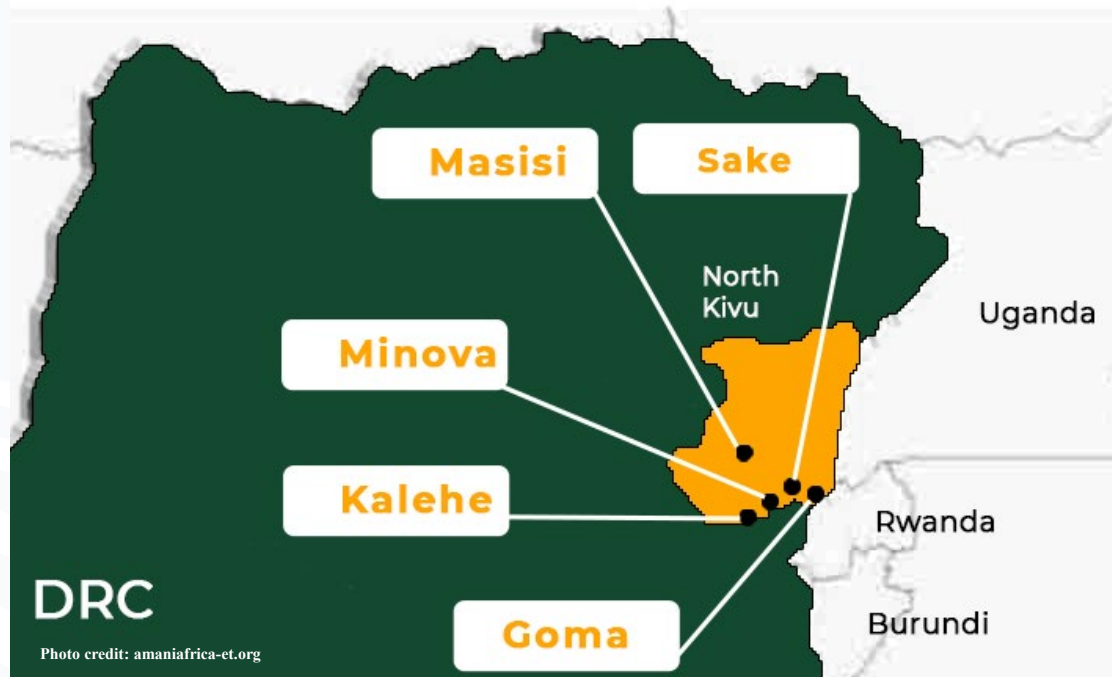 Masisi
Sake
North
Kivu
Uganda
Minova
Kalehe
Rwanda
DRC
Goma
Burundi
Photo credit: amaniafrica-et.org